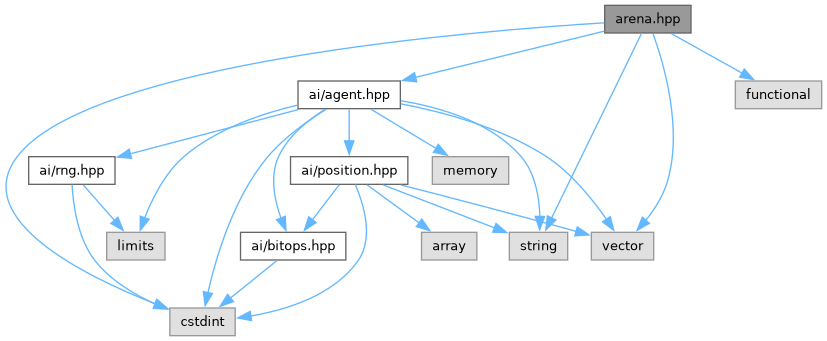 arena.hpp
ai/agent.hpp
functional
ai/rng.hpp
ai/position.hpp
memory
limits
ai/bitops.hpp
array
string
vector
cstdint